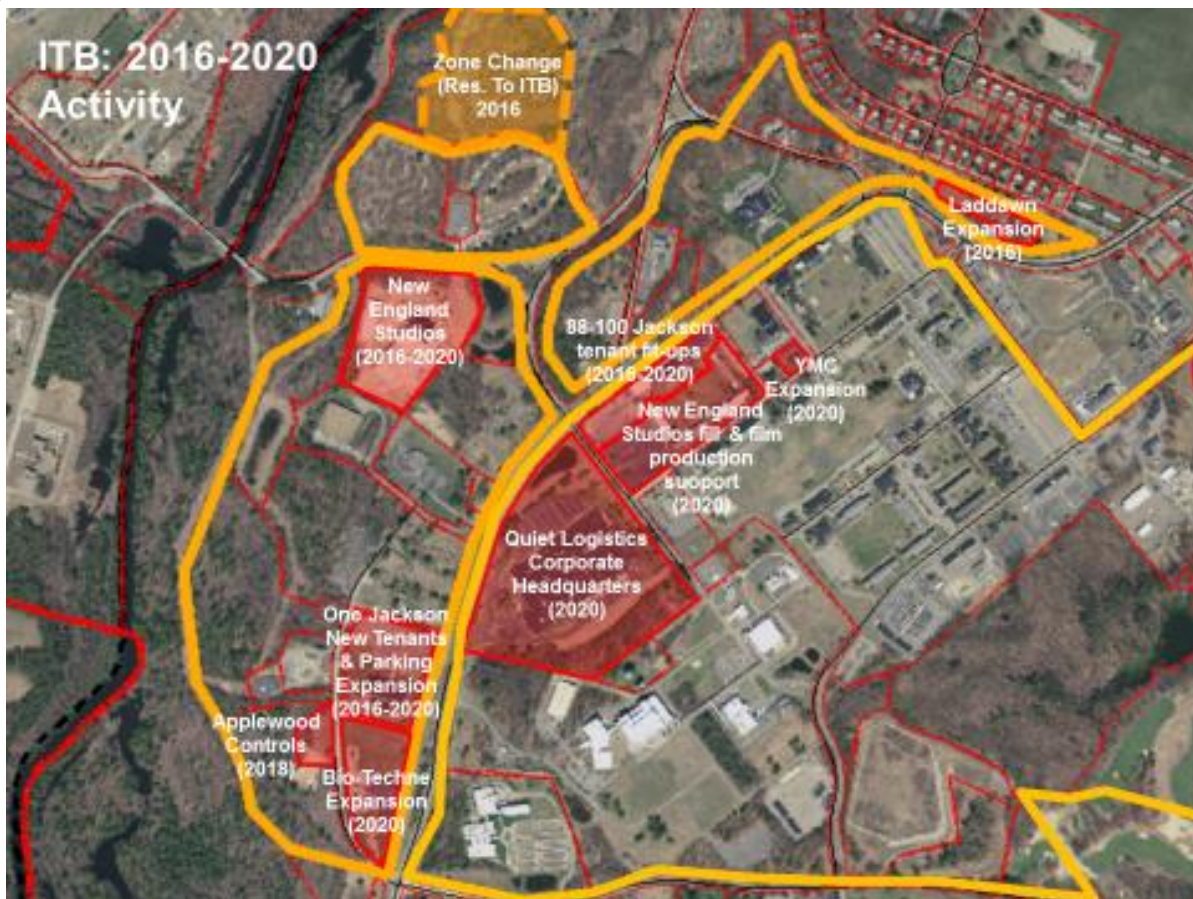 ITB: 2016-2020
Activity
Zone Change
(Res. To ITB)
2016
Laddawn
Expansion
(2016)
New
England
Studios
(2016-2020)
88-100 Jackson
tenant fit-ups
(2016-2020)
YMC
Expansion
(2020)
New England
Studios fill & film
production
support
(2020)
Quiet Logistics
Corporate
Headquarters
(2020)
One Jackson
New Tenants
& Parking
Expansion
(2016-2020)
Applewood
Controls
(2018)
Bio-Techne
Expansion
(2020)